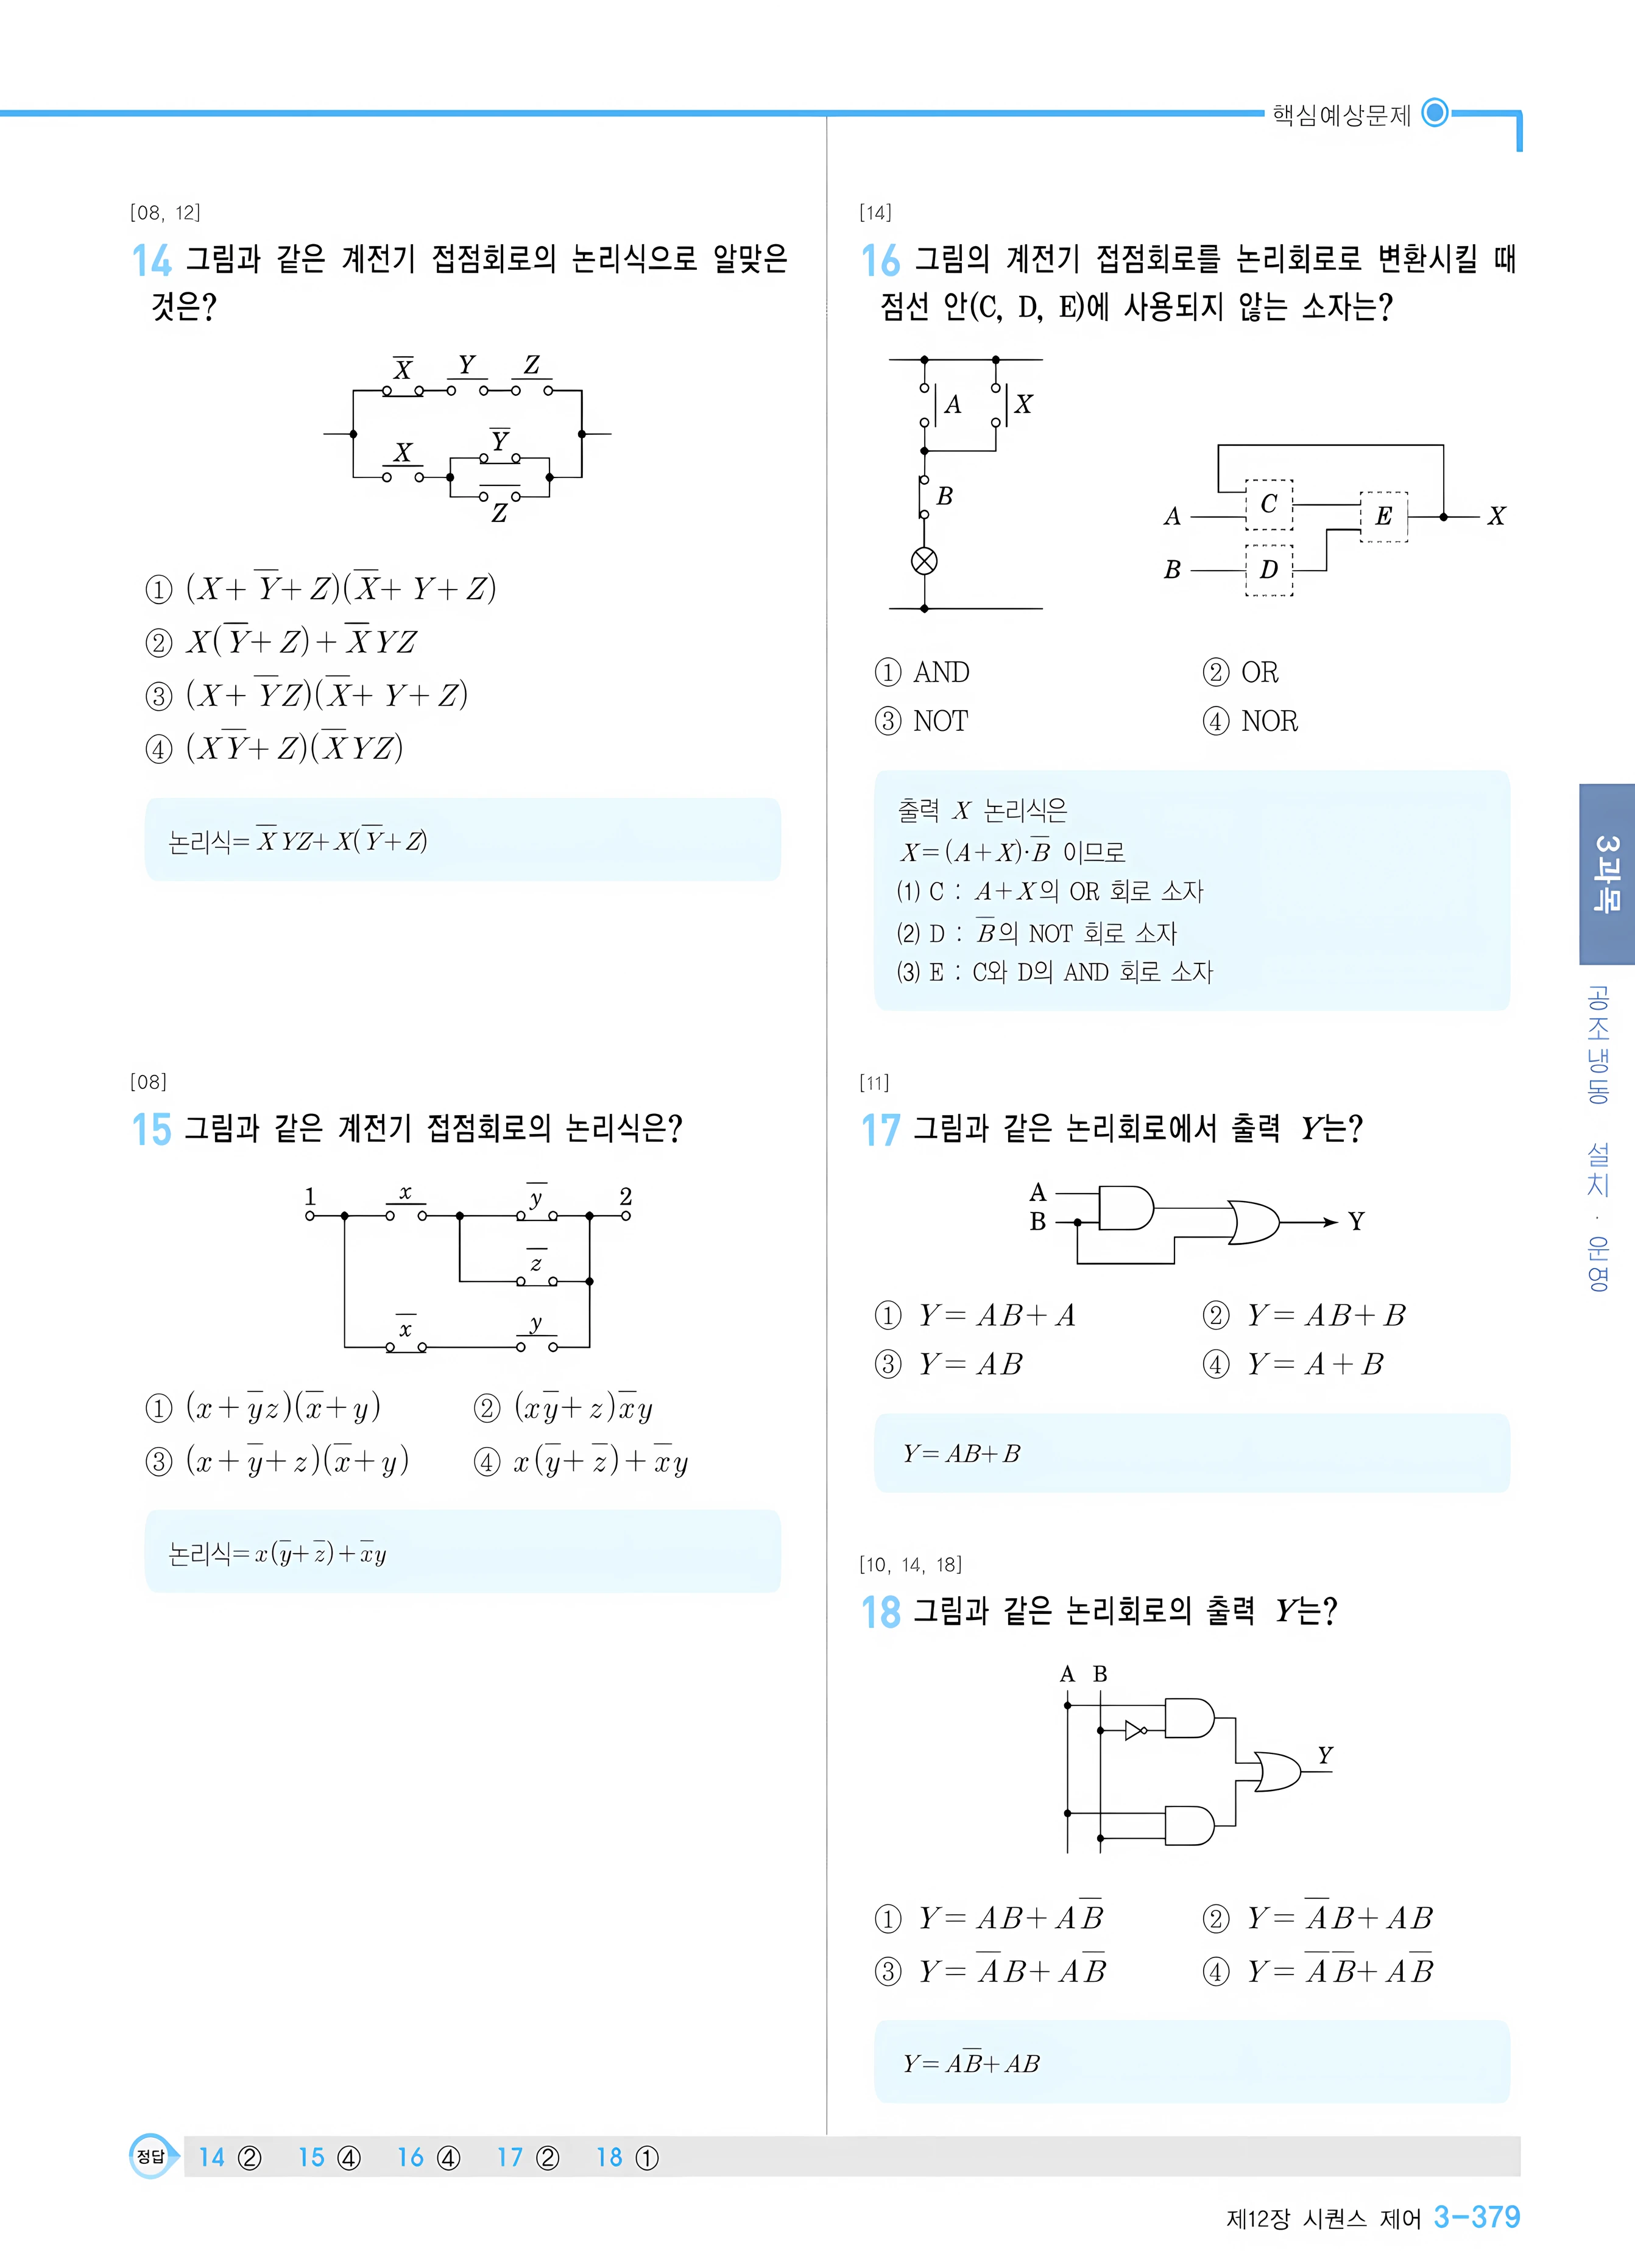 핵심예상문제
[08, 12]
14 그림과 같은 계전기 접점회로의 논리식으로 알맞은
것은?
X̅ Y Z
X Y̅
Z
① (X+Y̅+Z)(X̅+Y+Z)
② X(Y̅+Z)+X̅YZ
③ (X+Y̅Z)(X̅+Y+Z)
④ (XY̅+Z)(X̅YZ)
논리식=X̅YZ+X(Y̅+Z)
[08]
15 그림과 같은 계전기 접점회로의 논리식은?
1 x y̅ 2
z̅
x̅ y
① (x+y̅z)(x̅+y) ② (xy̅+z)x̅y
③ (x+y̅+z)(x̅+y) ④ x(y̅+z̅)+x̅y
논리식=x(y̅+z̅)+x̅y
[14]
16 그림의 계전기 접점회로를 논리회로로 변환시킬 때
점선 안(C, D, E)에 사용되지 않는 소자는?
A X
B
A C E X
B D
① AND ② OR
③ NOT ④ NOR
출력 X 논리식은
X=(A+X)·B̅ 이므로
(1) C : A+X의 OR 회로 소자
(2) D : B̅의 NOT 회로 소자
(3) E : C와 D의 AND 회로 소자
[11]
17 그림과 같은 논리회로에서 출력 Y는?
A
B Y
① Y=AB+A ② Y=AB+B
③ Y=AB ④ Y=A+B
Y=AB+B
[10, 14, 18]
18 그림과 같은 논리회로의 출력 Y는?
A B
Y
① Y=AB+AB̅ ② Y=A̅B+AB
③ Y=A̅B+AB̅ ④ Y=A̅B̅+AB̅
Y=AB̅+AB
3과목
공조냉동 설치·운영
정답 14 ② 15 ④ 16 ④ 17 ② 18 ①
제12장 시퀀스 제어 3-379